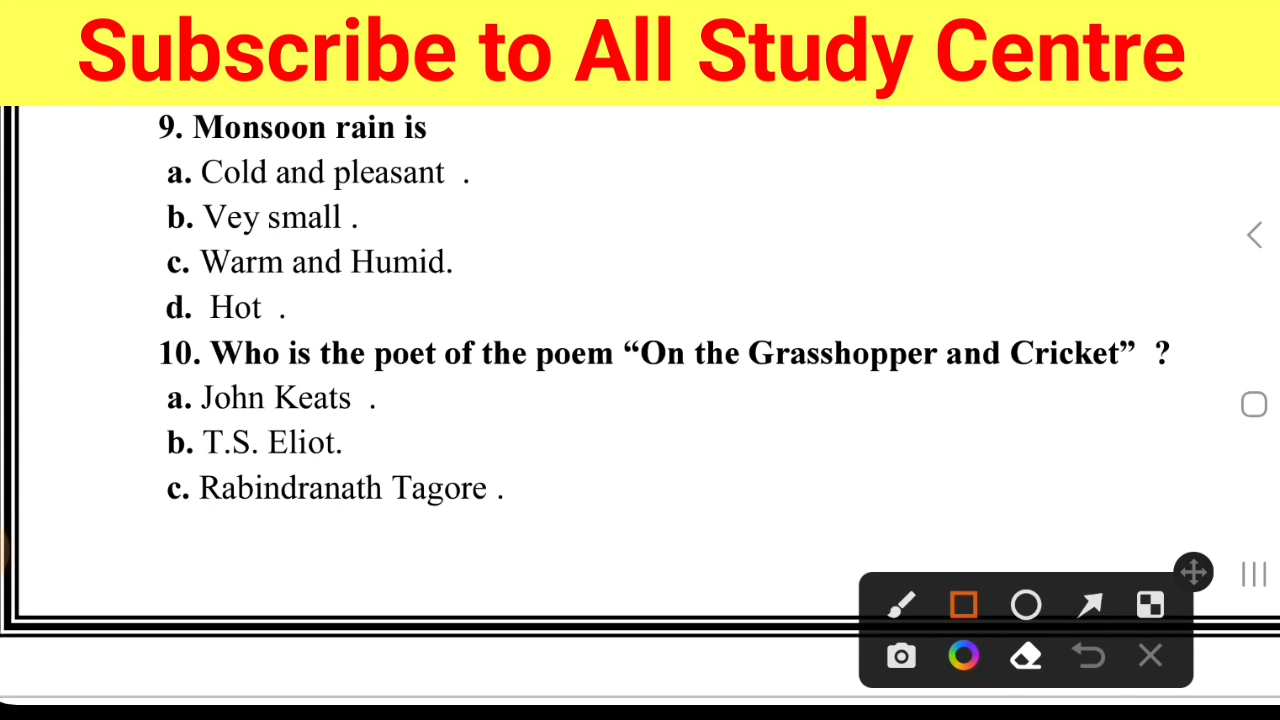 Subscribe to All Study Centre
9. Monsoon rain is
a. Cold and pleasant .
b. Vey small .
c. Warm and Humid.
d. Hot .
10. Who is the poet of the poem “On the Grasshopper and Cricket” ?
a. John Keats .
b. T.S. Eliot.
c. Rabindranath Tagore .